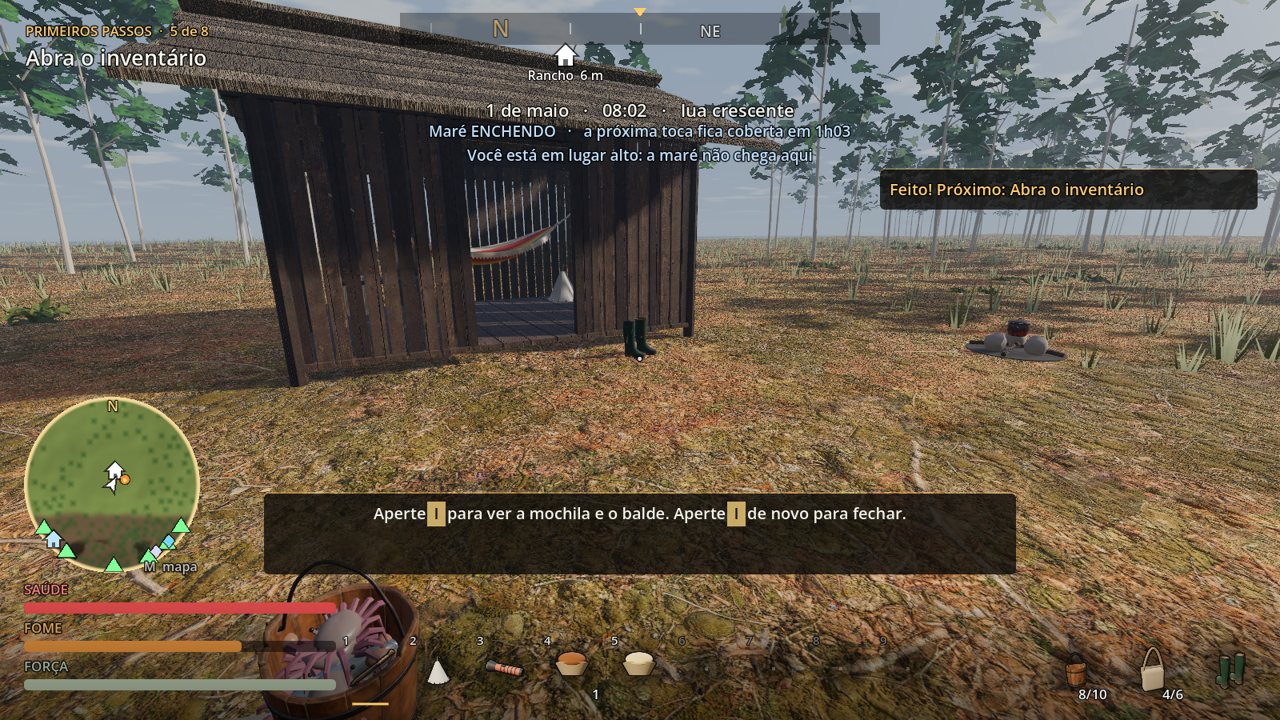 PRIMEIROS PASSOS · 5 de 8
Abra o inventário
N
NE
Rancho 6 m
1 de maio · 08:02 · lua crescente
Maré ENCHENDO · a próxima toca fica coberta em 1h03
Você está em lugar alto: a maré não chega aqui
Feito! Próximo: Abra o inventário
N
M mapa
Aperte I para ver a mochila e o balde. Aperte I de novo para fechar.
SAÚDE
FOME
FORÇA
1 2 3 4 5 6 7 8 9
1
8/10
4/6